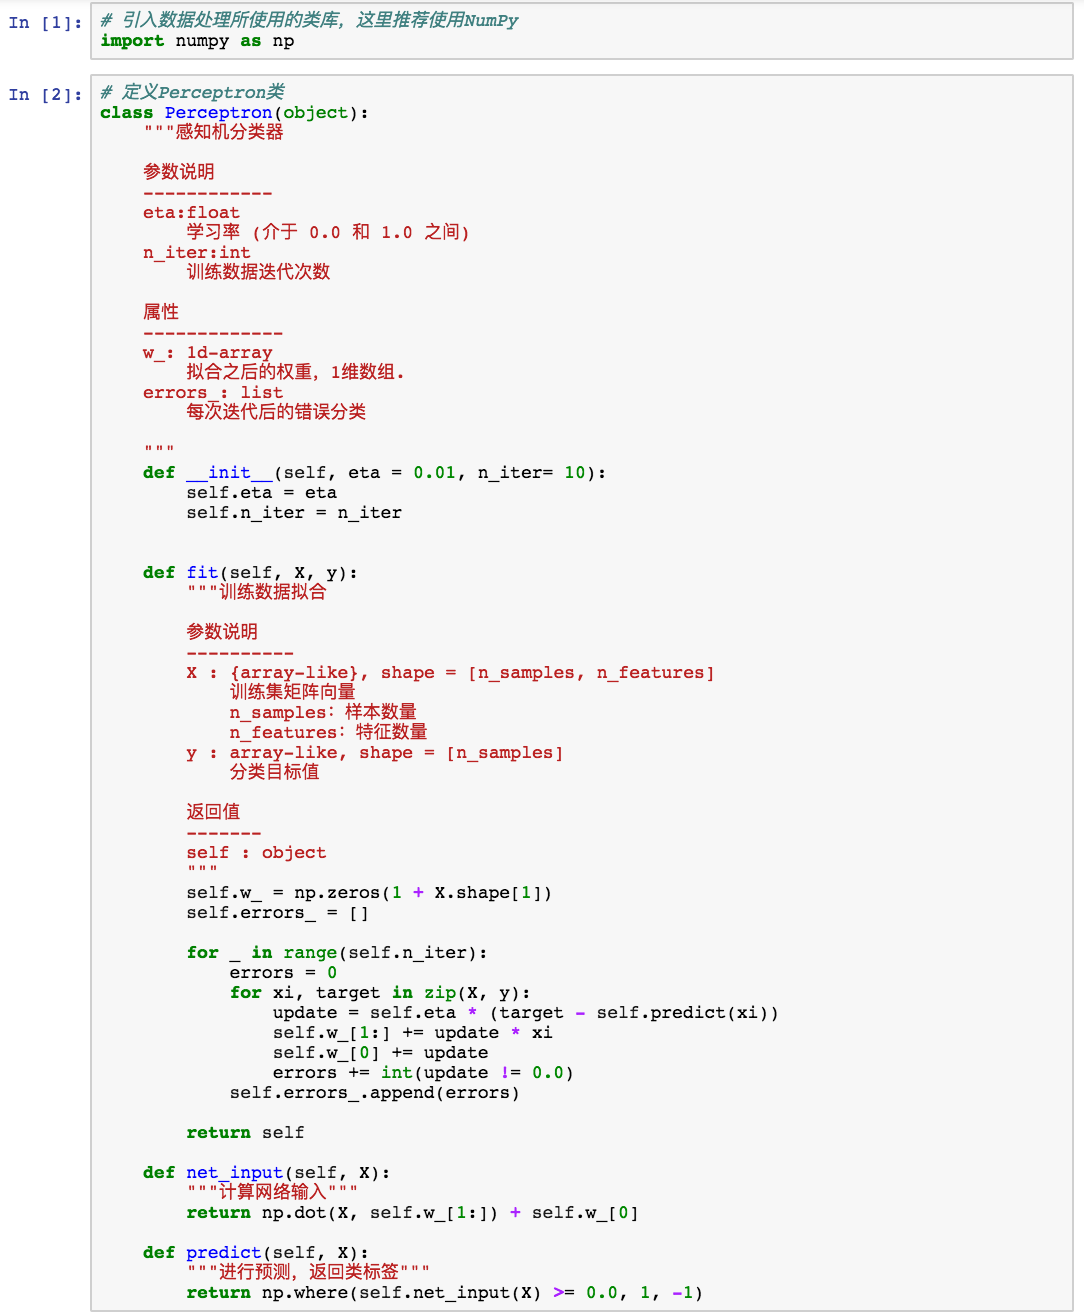 In [1]:
# 引入数据处理所使用的类库，这里推荐使用NumPy
import numpy as np
In [2]:
# 定义Perceptron类
class Perceptron(object):
    """感知机分类器

    参数说明
    ------------
    eta:float
        学习率 (介于 0.0 和 1.0 之间)
    n_iter:int
        训练数据迭代次数

    属性
    -------------
    w_: 1d-array
        拟合之后的权重，1维数组.
    errors_: list
        每次迭代后的错误分类

    """
    def __init__(self, eta = 0.01, n_iter= 10):
        self.eta = eta
        self.n_iter = n_iter


    def fit(self, X, y):
        """训练数据拟合

        参数说明
        ----------
        X : {array-like}, shape = [n_samples, n_features]
            训练集矩阵向量
            n_samples: 样本数量
            n_features: 特征数量
        y : array-like, shape = [n_samples]
            分类目标值

        返回值
        -------
        self : object
        """
        self.w_ = np.zeros(1 + X.shape[1])
        self.errors_ = []

        for _ in range(self.n_iter):
            errors = 0
            for xi, target in zip(X, y):
                update = self.eta * (target - self.predict(xi))
                self.w_[1:] += update * xi
                self.w_[0] += update
                errors += int(update != 0.0)
            self.errors_.append(errors)

        return self

    def net_input(self, X):
        """计算网络输入"""
        return np.dot(X, self.w_[1:]) + self.w_[0]

    def predict(self, X):
        """进行预测，返回类标签"""
        return np.where(self.net_input(X) >= 0.0, 1, -1)